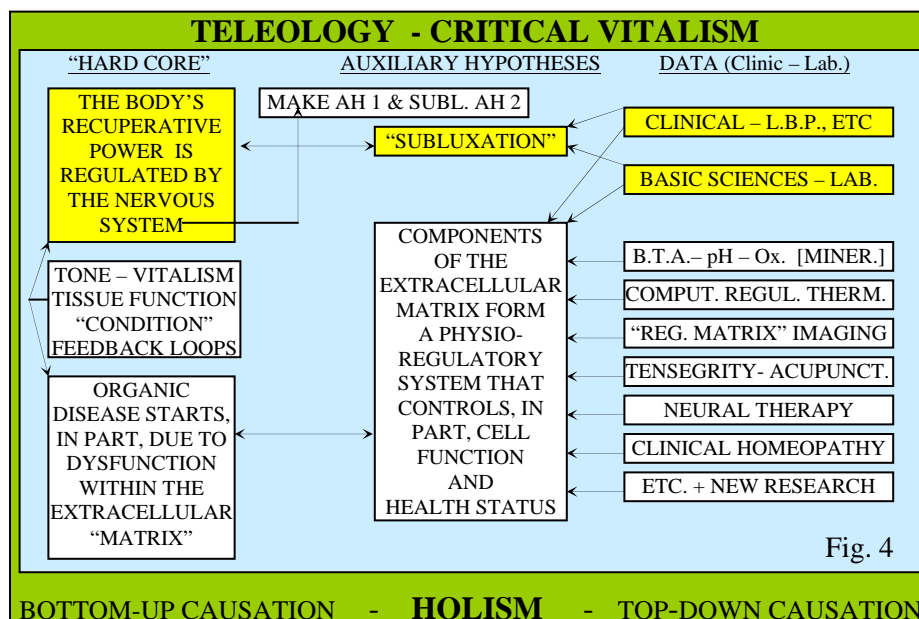 TELEOLOGY - CRITICAL VITALISM
“HARD CORE”
AUXILIARY HYPOTHESES
DATA (Clinic – Lab.)
THE BODY’S
RECUPERATIVE
POWER IS
REGULATED BY
THE NERVOUS
SYSTEM
MAKE AH 1 & SUBL. AH 2
“SUBLUXATION”
CLINICAL – L.B.P., ETC
BASIC SCIENCES – LAB.
TONE – VITALISM
TISSUE FUNCTION
“CONDITION”
FEEDBACK LOOPS
ORGANIC
DISEASE STARTS,
IN PART, DUE TO
DYSFUNCTION
WITHIN THE
EXTRACELLULAR
“MATRIX”
COMPONENTS
OF THE
EXTRACELLULAR
MATRIX FORM
A PHYSIO-
REGULATORY
SYSTEM THAT
CONTROLS, IN
PART, CELL
FUNCTION
AND
HEALTH STATUS
B.T.A.– pH – Ox. [MINER.]
COMPUT. REGUL. THERM.
“REG. MATRIX” IMAGING
TENSEGRITY- ACUPUNCT.
NEURAL THERAPY
CLINICAL HOMEOPATHY
ETC. + NEW RESEARCH
Fig. 4
BOTTOM-UP CAUSATION - HOLISM - TOP-DOWN CAUSATION